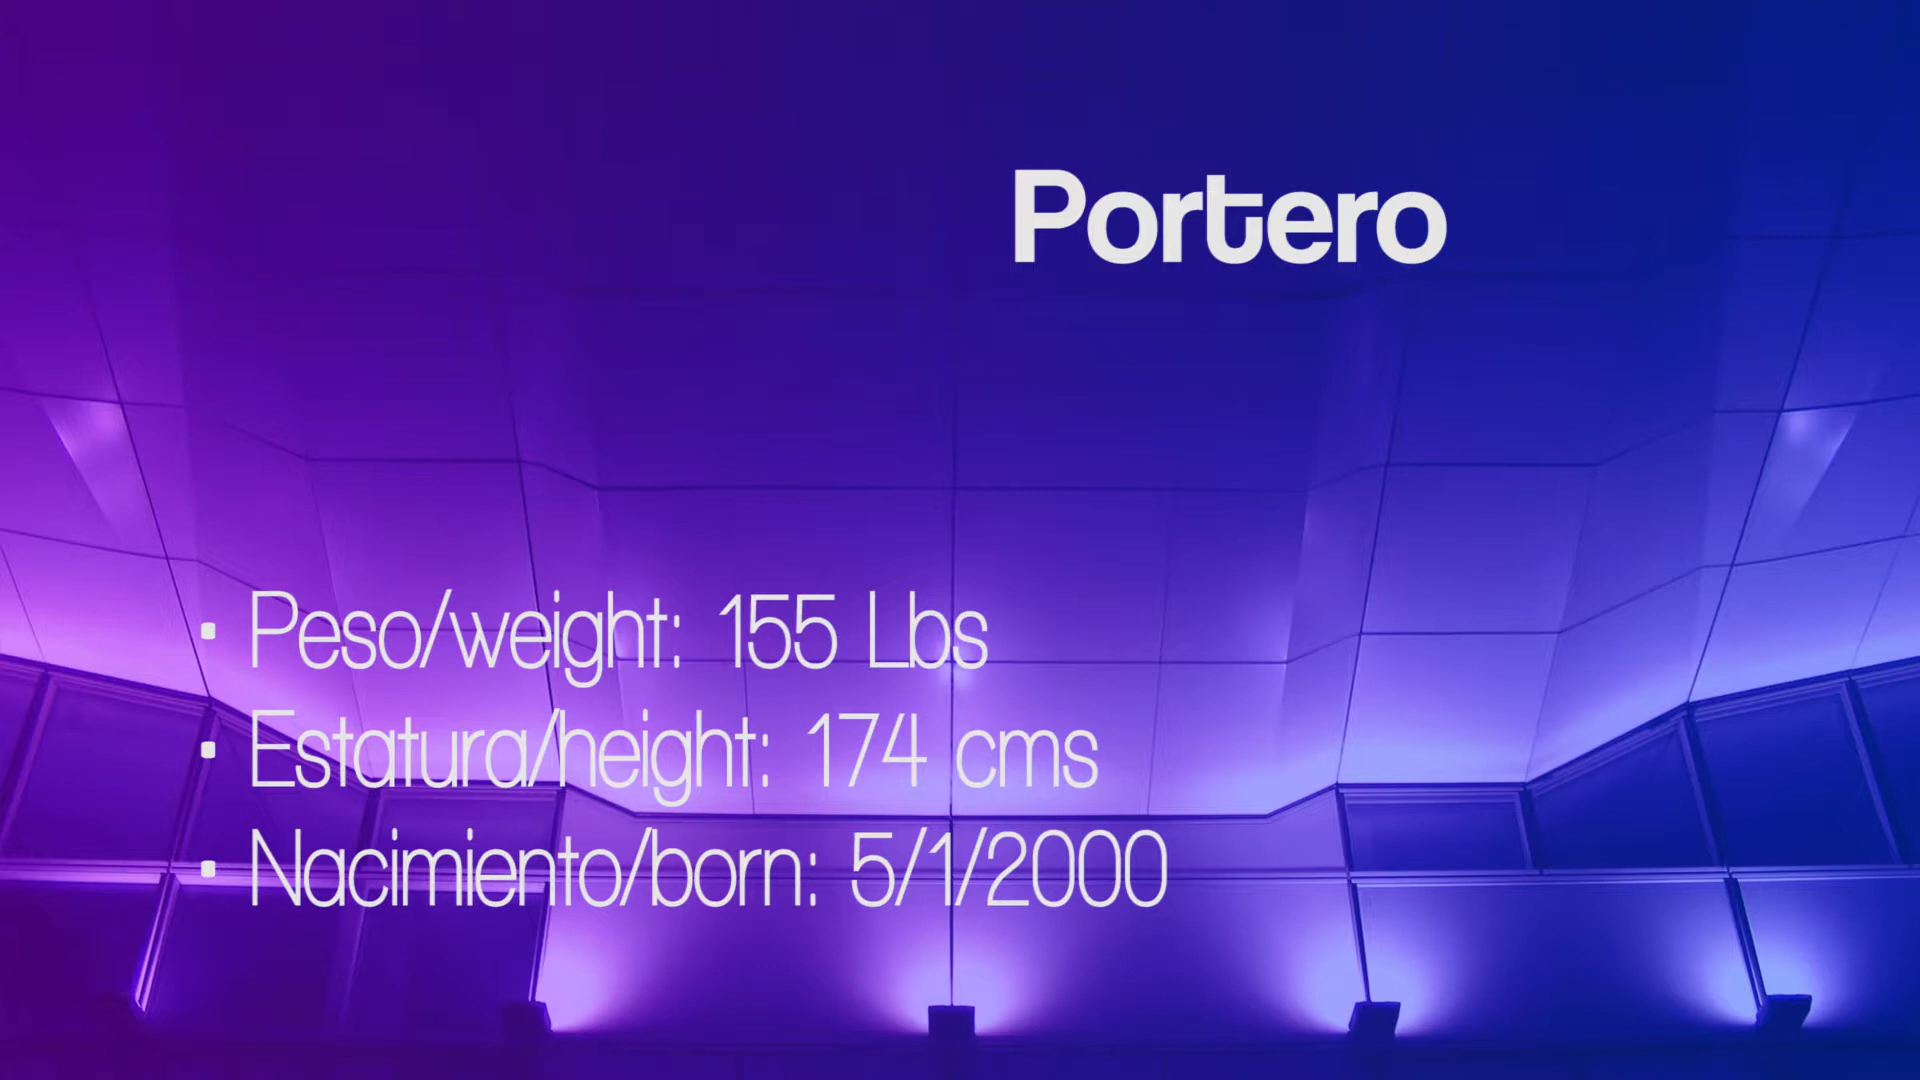 Portero
▪ Peso/weight: 155 Lbs
▪ Estatura/height: 174 cms
▪ Nacimiento/born: 5/1/2000